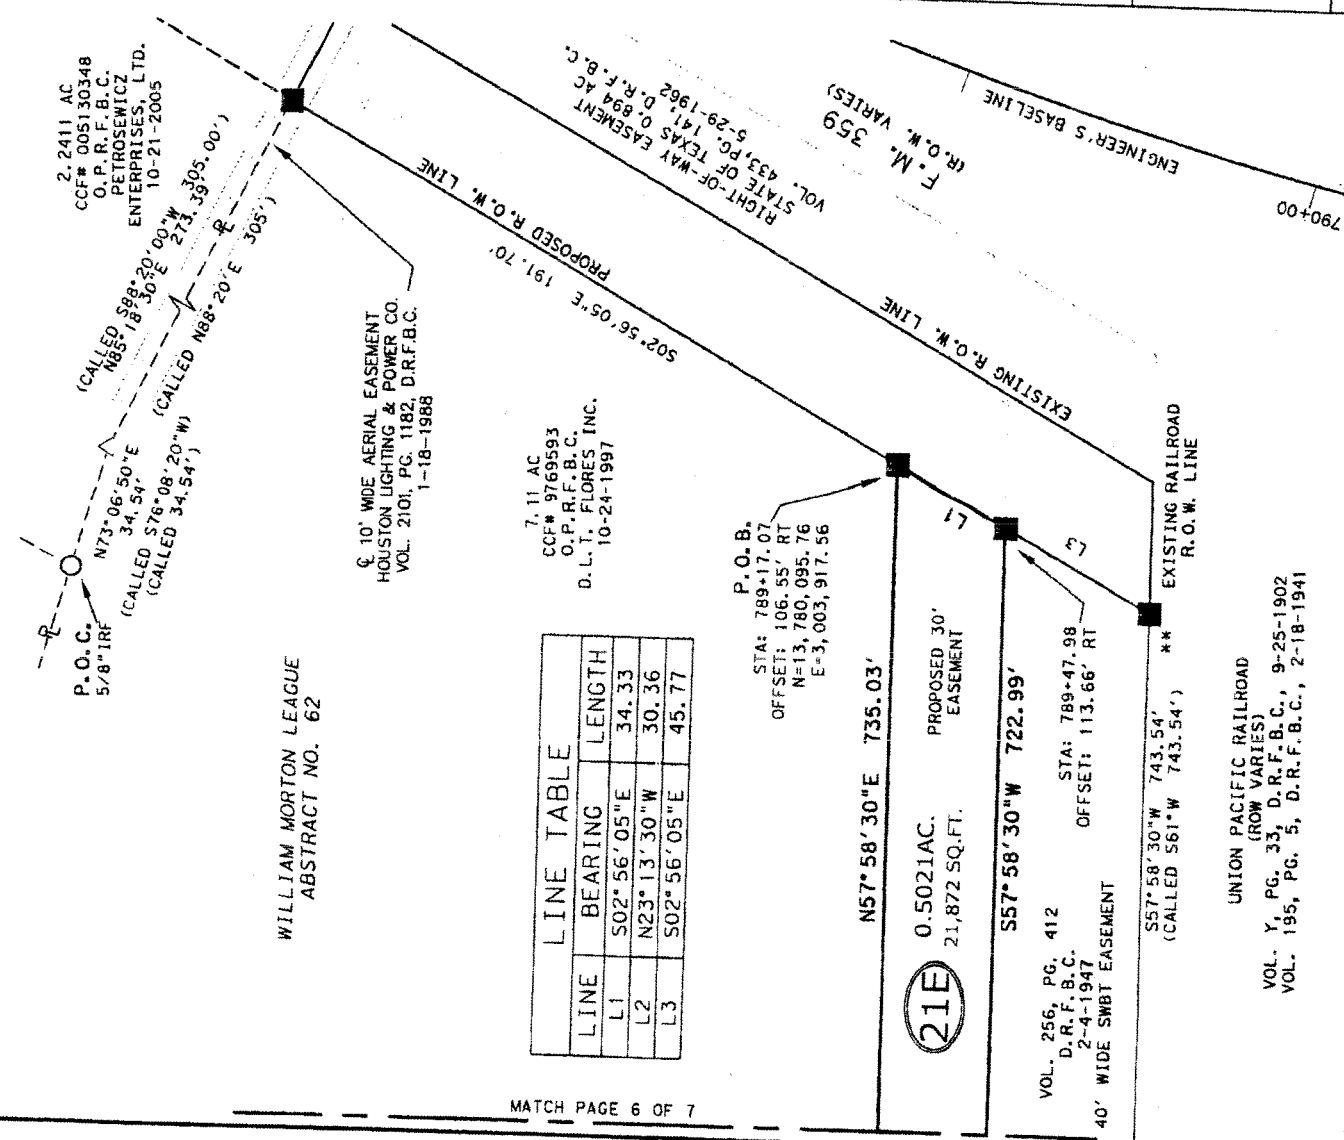 2.2411 AC
CCF# 005130348
O.P.R.F.B.C.
PETROSEWICZ
ENTERPRISES, LTD.
10-21-2005
(CALLED S88°20'00"W 305.00')
N85°18'30"E 273.39'
(CALLED N88°20'E 305')
PL
PL
N73°06'50"E
34.54'
(CALLED S76°08'20"W)
(CALLED 34.54')
P.O.C.
5/8"IRF
℄ 10' WIDE AERIAL EASEMENT
HOUSTON LIGHTING & POWER CO.
VOL. 2101, PG. 1182, D.R.F.B.C.
1-18-1988
WILLIAM MORTON LEAGUE
ABSTRACT NO. 62
7.11 AC
CCF# 9769593
O.P.R.F.B.C.
D.L.T. FLORES INC.
10-24-1997
PROPOSED R.O.W. LINE
S02°56'05"E 191.70'
RIGHT-OF-WAY EASEMENT
STATE OF TEXAS 0.894 AC
VOL. 433, PG. 141, D.R.F.B.C.
5-29-1962
F.M. 359
(R.O.W. VARIES)
ENGINEER'S BASELINE
790+00
EXISTING R.O.W. LINE
LINE TABLE
LINE BEARING LENGTH
L1 S02°56'05"E 34.33
L2 N23°13'30"W 30.36
L3 S02°56'05"E 45.77
P.O.B.
STA: 789+17.07
OFFSET: 106.55' RT
N=13,780,095.76
E=3,003,917.56
L1
L3
N57°58'30"E 735.03'
21E
0.5021AC.
21,872 SQ.FT.
PROPOSED 30'
EASEMENT
S57°58'30"W 722.99'
STA: 789+47.98
OFFSET: 113.66' RT
VOL. 256, PG. 412
D.R.F.B.C.
2-4-1947
40' WIDE SWBT EASEMENT
S57°58'30"W 743.54'
(CALLED S61°W 743.54')
**
EXISTING RAILROAD
R.O.W. LINE
UNION PACIFIC RAILROAD
(ROW VARIES)
VOL. Y, PG. 33, D.R.F.B.C., 9-25-1902
VOL. 195, PG. 5, D.R.F.B.C., 2-18-1941
MATCH PAGE 6 OF 7